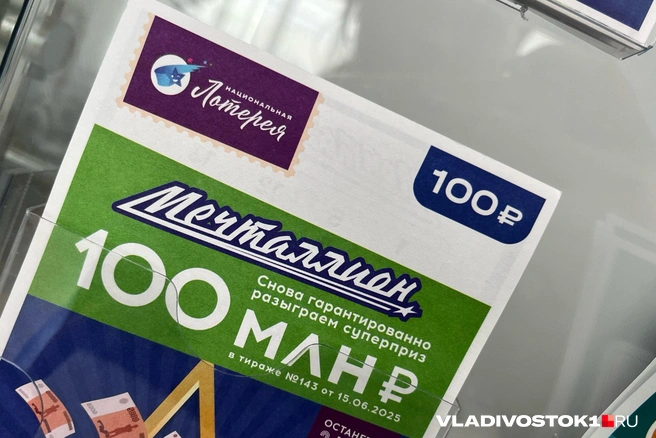 НАЦИОНАЛЬНАЯ
Лотерея
100₽
Мечталлион
100
Снова гарантированно
разыграем суперприз
МЛН ₽
в тираже №143 от 15.06.2025
VLADIVOSTOK1.RU